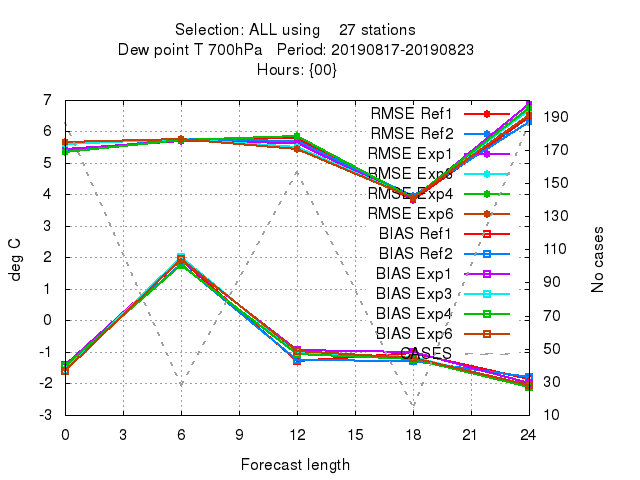 Selection: ALL using 27 stations
Dew point T 700hPa Period: 20190817-20190823
Hours: {00}
7
6
5
4
3
2
1
0
-1
-2
-3
deg C
190
170
150
130
110
90
70
50
30
10
No cases
RMSE Ref1
RMSE Ref2
RMSE Exp1
RMSE Exp3
RMSE Exp4
RMSE Exp6
BIAS Ref1
BIAS Ref2
BIAS Exp1
BIAS Exp3
BIAS Exp4
BIAS Exp6
CASES
0 3 6 9 12 15 18 21 24
Forecast length